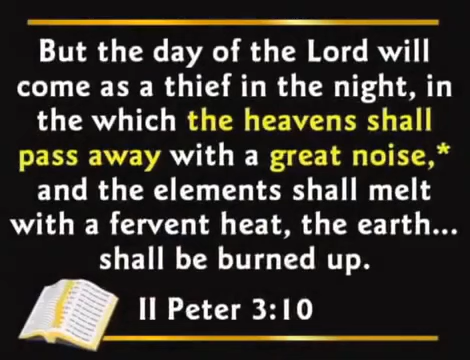 But the day of the Lord will
come as a thief in the night, in
the which the heavens shall
pass away with a great noise,*
and the elements shall melt
with a fervent heat, the earth...
shall be burned up.
II Peter 3:10